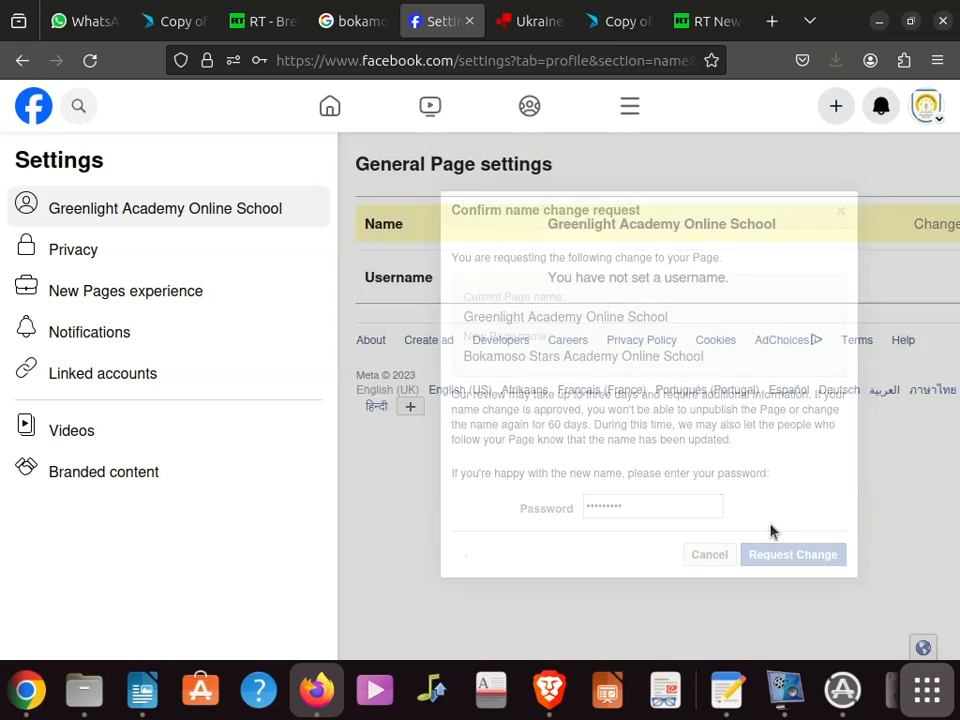 WhatsA
Copy of
RT - Bre
bokamo
Settin
Ukraine
Copy of
RT New
https://www.facebook.com/settings?tab=profile&section=name
Settings
Greenlight Academy Online School
Privacy
New Pages experience
Notifications
Linked accounts
Videos
Branded content
General Page settings
Name
Greenlight Academy Online School
Change
Username
You have not set a username.
About Create ad Developers Careers Privacy Policy Cookies AdChoices Terms Help
Meta © 2023
English (UK) English (US) Afrikaans Français (France) Português (Portugal) Español Deutsch العربية ภาษาไทย
हिन्दी
Confirm name change request
You are requesting the following change to your Page.
Current Page name:
Greenlight Academy Online School
New Page name:
Bokamoso Stars Academy Online School
Our review may take up to three days and require additional information. If your
name change is approved, you won't be able to unpublish the Page or change
the name again for 60 days. During this time, we may also let the people who
follow your Page know that the name has been updated.
If you're happy with the new name, please enter your password:
Password •••••••••
Cancel Request Change